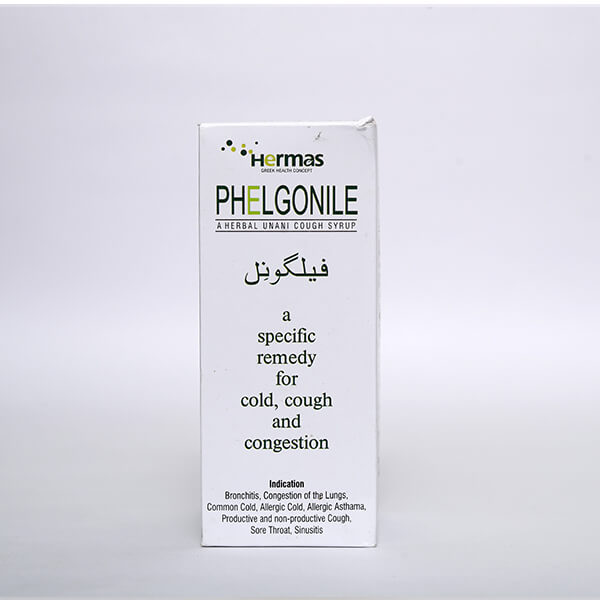 Hermas
GREEK HEALTH CONCEPT
PHELGONILE
A HERBAL UNANI COUGH SYRUP
فیلگونِل
a
specific
remedy
for
cold, cough
and
congestion
Indication
Bronchitis, Congestion of the Lungs,
Common Cold, Allergic Cold, Allergic Asthama,
Productive and non-productive Cough,
Sore Throat, Sinusitis